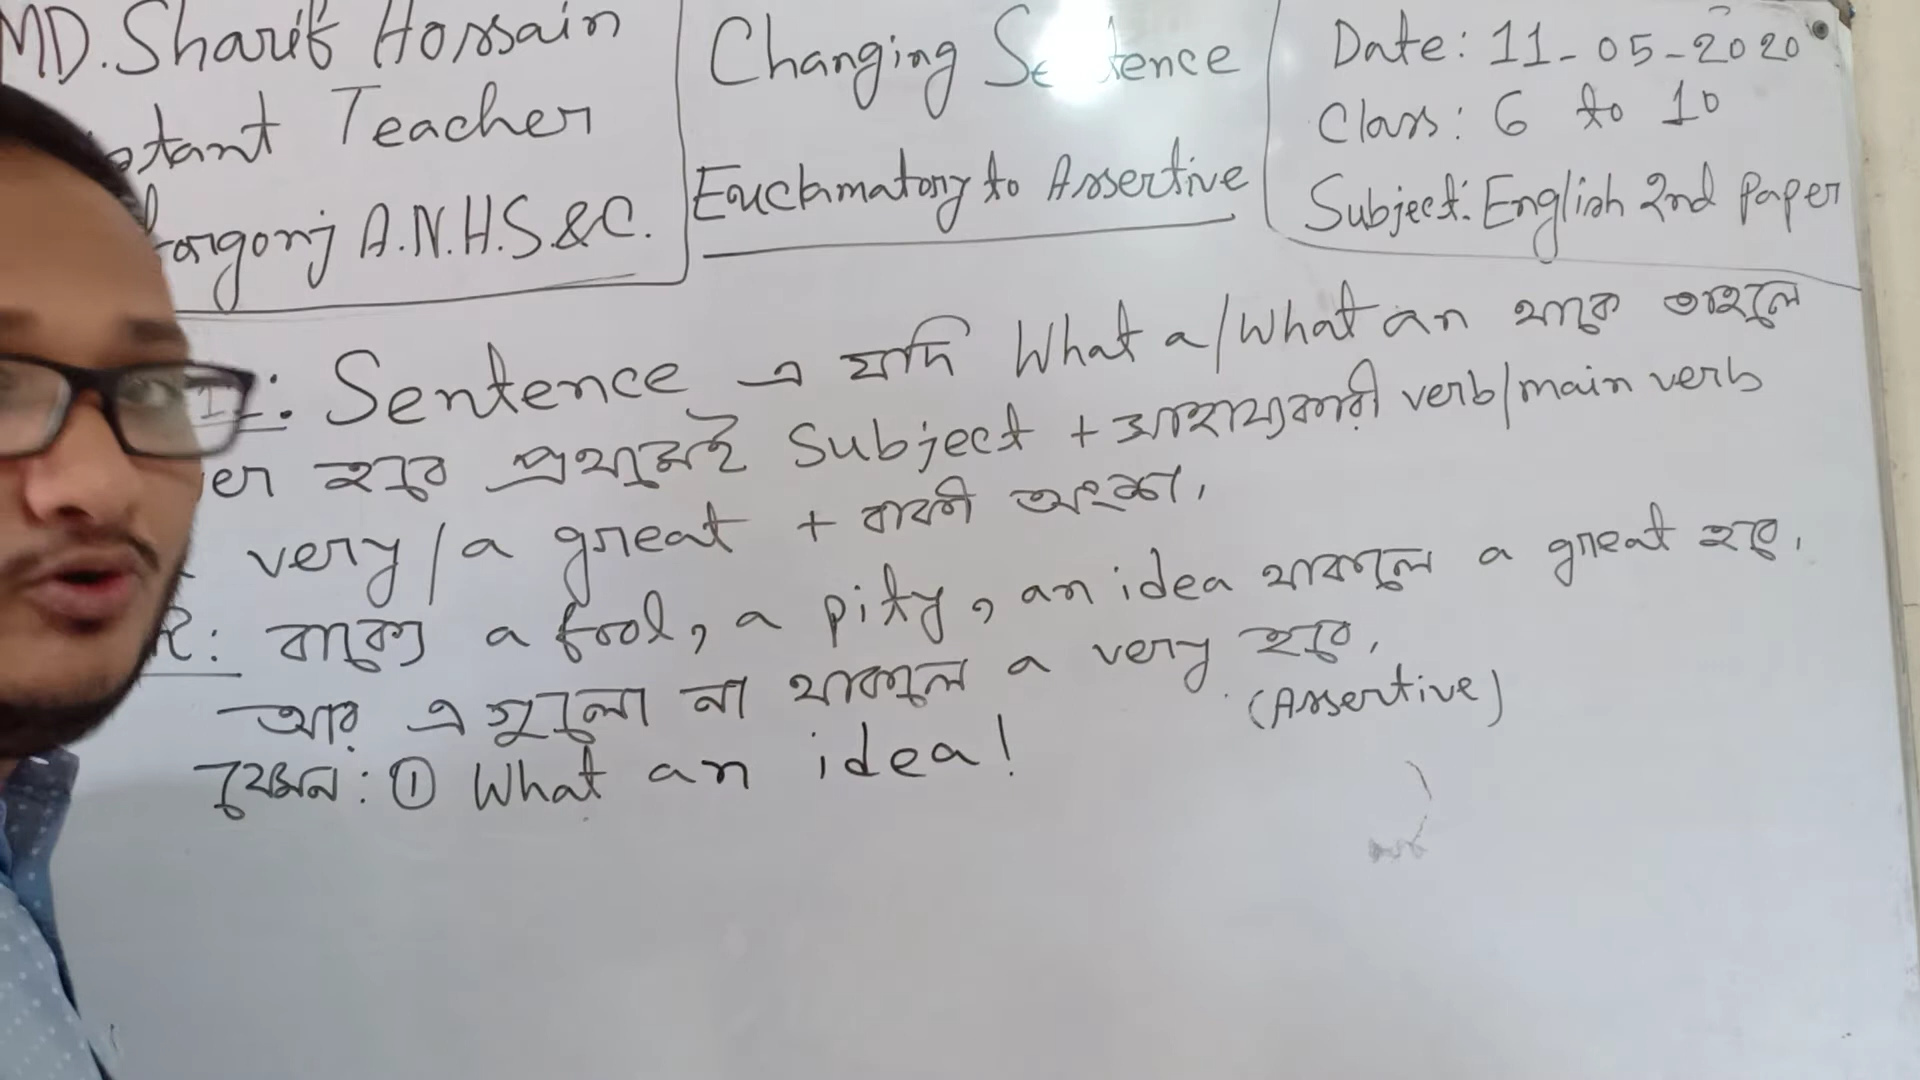 MD. Sharif Hossain
Teacher
A.N.H.S.&C.
Changing
Exclamatory to Assertive
Date: 11-05-2020
Class: 6 to 10
Subject: English 2nd Paper
Sentence এ যদি What a/What an থাকে তাহলে
হবে প্রথমেই Subject + সাহায্যকারী verb/main verb
very/a great + বাকী অংশ।
বাক্যে a fool, a pity, an idea থাকলে a great হবে।
আর এগুলো না থাকলে a very হবে।
(Assertive)
যেমন: ① What an idea!